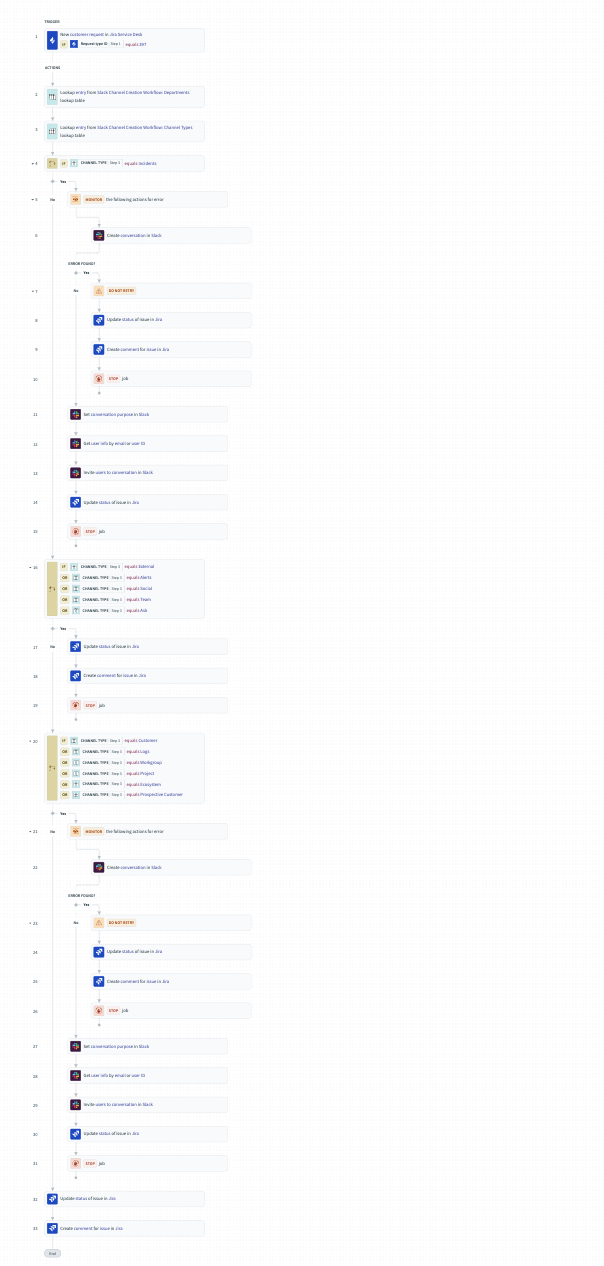 TRIGGER
1
New customer request in Jira Service Desk
IF Request type ID Step 1 equals
ACTIONS
2
Lookup entry from Slack Channel Creation Workflow: Departments
lookup table
3
Lookup entry from Slack Channel Creation Workflow: Channel Types
lookup table
4 IF CHANNEL TYPE Step 3 equals Incidents
Yes
5 No MONITOR the following actions for error
6 Create conversation in Slack
ERROR FOUND?
Yes
7 No DO NOT RETRY
8 Update status of issue in Jira
9 Create comment for issue in Jira
10 STOP job
11 Set conversation purpose in Slack
12 Get user info by email or user ID
13 Invite users to conversation in Slack
14 Update status of issue in Jira
15 STOP job
16 IF CHANNEL TYPE Step 3 equals External
OR CHANNEL TYPE Step 3 equals Alerts
OR CHANNEL TYPE Step 3 equals Social
OR CHANNEL TYPE Step 3 equals Team
OR CHANNEL TYPE Step 3 equals Ask
Yes
17 No Update status of issue in Jira
18 Create comment for issue in Jira
19 STOP job
20 IF CHANNEL TYPE Step 3 equals Customer
OR CHANNEL TYPE Step 3 equals Logs
OR CHANNEL TYPE Step 3 equals Workgroup
OR CHANNEL TYPE Step 3 equals Project
OR CHANNEL TYPE Step 3 equals Ecosystem
OR CHANNEL TYPE Step 3 equals Prospective Customer
Yes
21 No MONITOR the following actions for error
22 Create conversation in Slack
ERROR FOUND?
Yes
23 No DO NOT RETRY
24 Update status of issue in Jira
25 Create comment for issue in Jira
26 STOP job
27 Set conversation purpose in Slack
28 Get user info by email or user ID
29 Invite users to conversation in Slack
30 Update status of issue in Jira
31 STOP job
32 Update status of issue in Jira
33 Create comment for issue in Jira
End